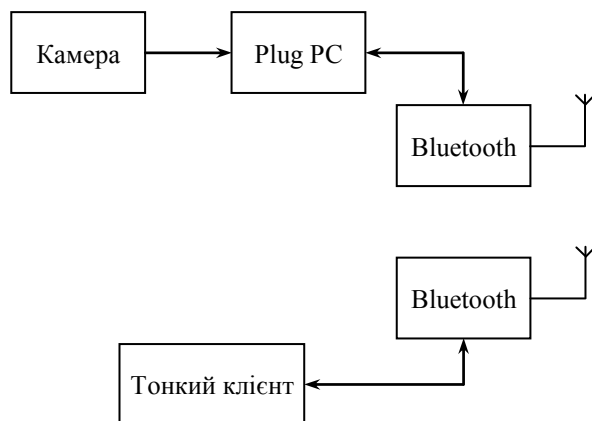 Камера
Plug PC
Bluetooth
Bluetooth
Тонкий клієнт